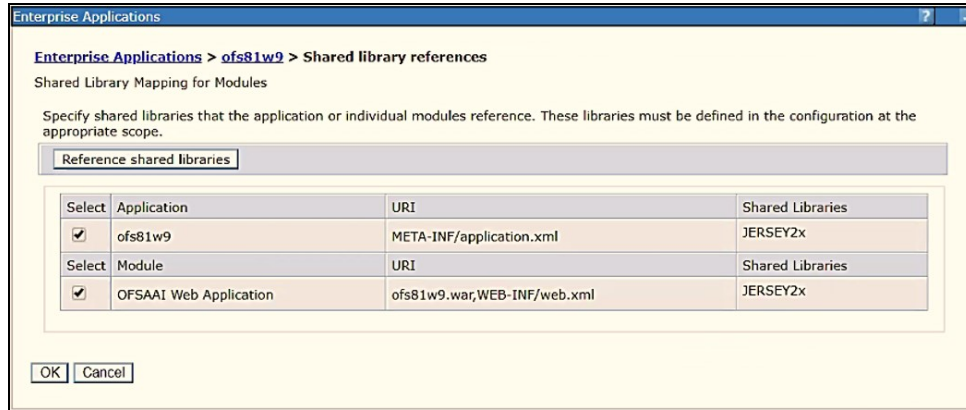 Enterprise Applications ?
Enterprise Applications > ofs81w9 > Shared library references
Shared Library Mapping for Modules
Specify shared libraries that the application or individual modules reference. These libraries must be defined in the configuration at the
appropriate scope.
Reference shared libraries
Select Application URI Shared Libraries
ofs81w9 META-INF/application.xml JERSEY2x
Select Module URI Shared Libraries
OFSAAI Web Application ofs81w9.war,WEB-INF/web.xml JERSEY2x
OK Cancel